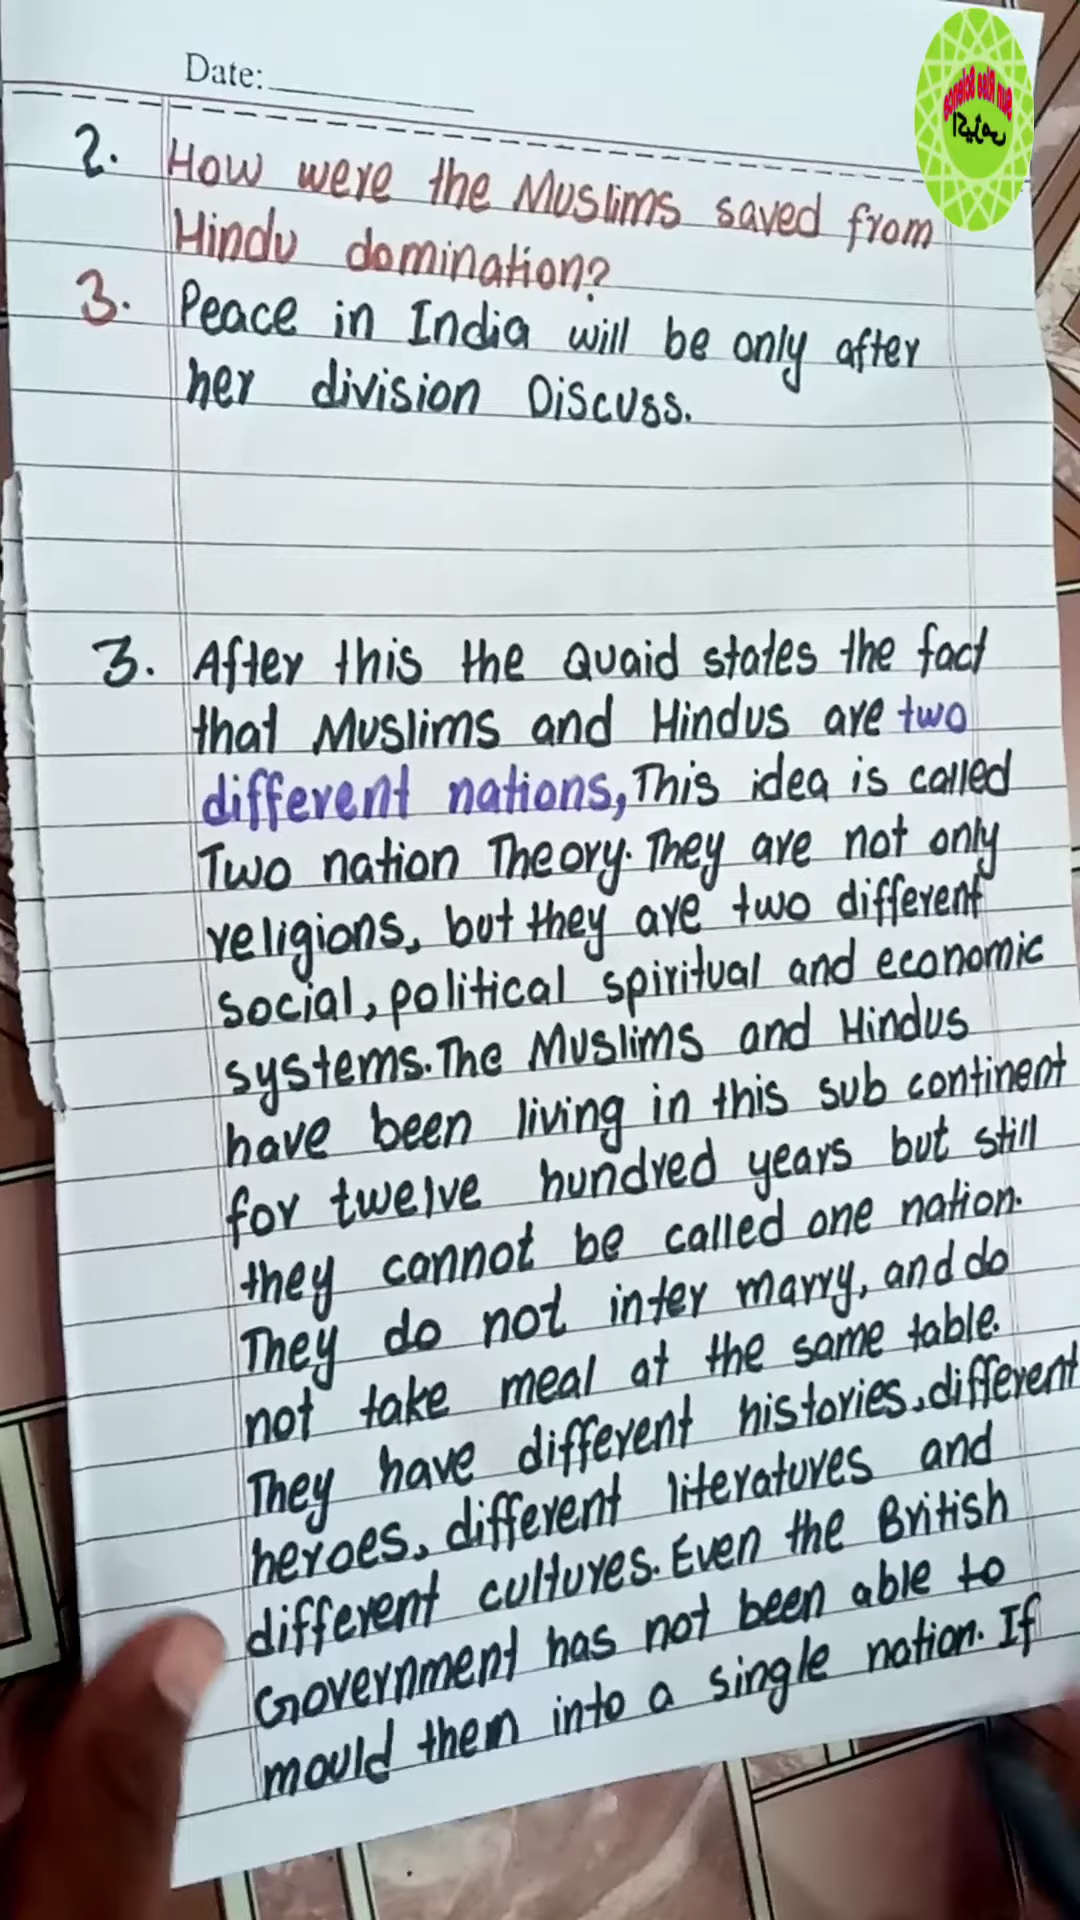 Date:
2. How were the Muslims saved from
Hindu domination?
3. Peace in India will be only after
her division Discuss.
3. After this the Quaid states the fact
that Muslims and Hindus are two
different nations, This idea is called
Two nation Theory. They are not only
religions, but they are two different
social, political spiritual and economic
systems. The Muslims and Hindus
have been living in this sub continent
for twelve hundred years but still
they cannot be called one nation.
They do not inter marry, and do
not take meal at the same table.
They have different histories, different
heroes, different literatures and
different cultures. Even the British
Government has not been able to
mould them into a single nation. If